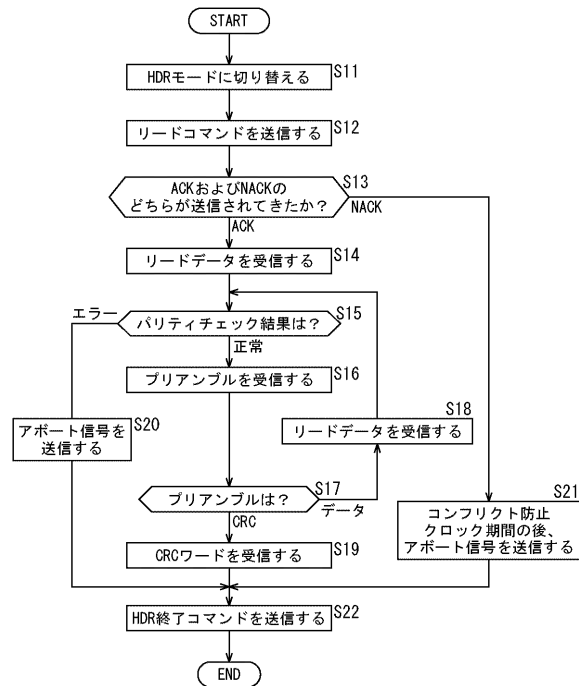 START
HDRモードに切り替える
S11
リードコマンドを送信する
S12
ACKおよびNACKの
どちらが送信されてきたか?
S13
NACK
ACK
リードデータを受信する
S14
エラー
パリティチェック結果は?
S15
正常
プリアンブルを受信する
S16
リードデータを受信する
S18
アボート信号を
送信する
S20
プリアンブルは?
S17
データ
CRC
コンフリクト防止
クロック期間の後、
アボート信号を送信する
S21
CRCワードを受信する
S19
HDR終了コマンドを送信する
S22
END